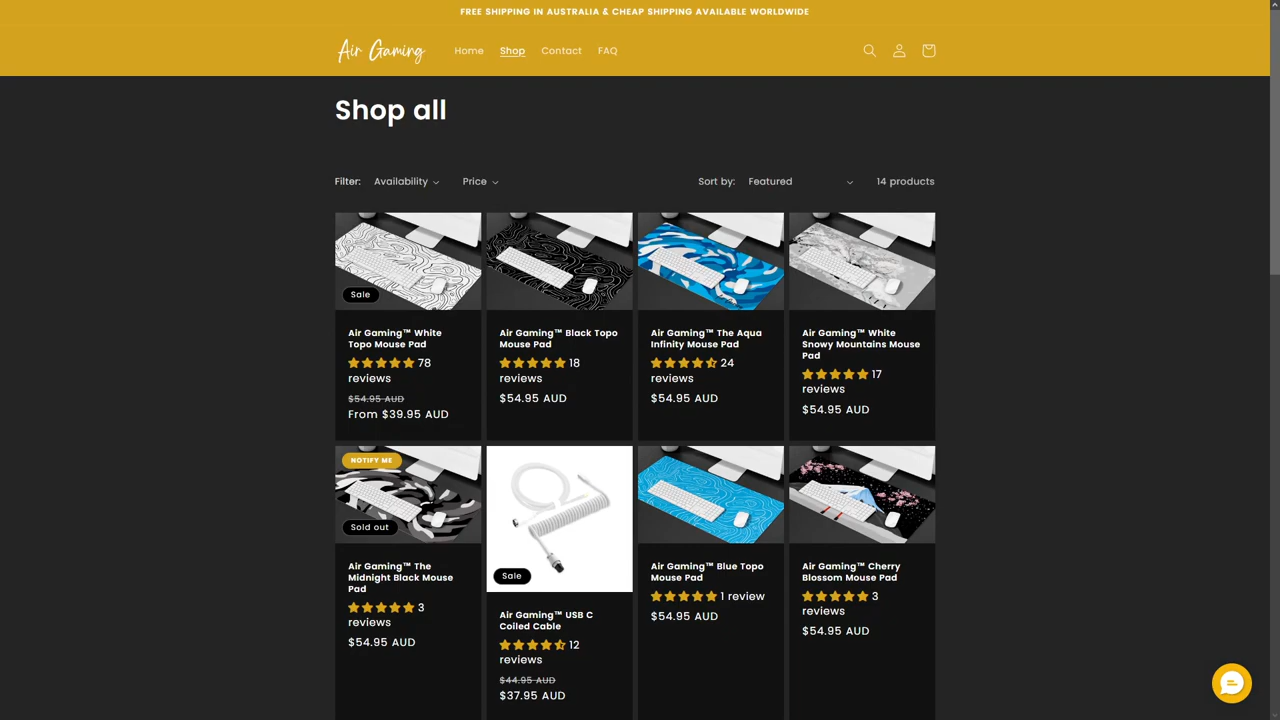 FREE SHIPPING IN AUSTRALIA & CHEAP SHIPPING AVAILABLE WORLDWIDE
Air Gaming
Home
Shop
Contact
FAQ
Shop all
Filter:
Availability
Price
Sort by:
Featured
14 products
Sale
Air Gaming™ White
Topo Mouse Pad
78
reviews
$54.95 AUD
From $39.95 AUD
Air Gaming™ Black Topo
Mouse Pad
18
reviews
$54.95 AUD
Air Gaming™ The Aqua
Infinity Mouse Pad
24
reviews
$54.95 AUD
Air Gaming™ White
Snowy Mountains Mouse
Pad
17
reviews
$54.95 AUD
NOTIFY ME
Sold out
Air Gaming™ The
Midnight Black Mouse
Pad
3
reviews
$54.95 AUD
Sale
Air Gaming™ USB C
Coiled Cable
12
reviews
$44.95 AUD
$37.95 AUD
Air Gaming™ Blue Topo
Mouse Pad
1 review
$54.95 AUD
Air Gaming™ Cherry
Blossom Mouse Pad
3
reviews
$54.95 AUD